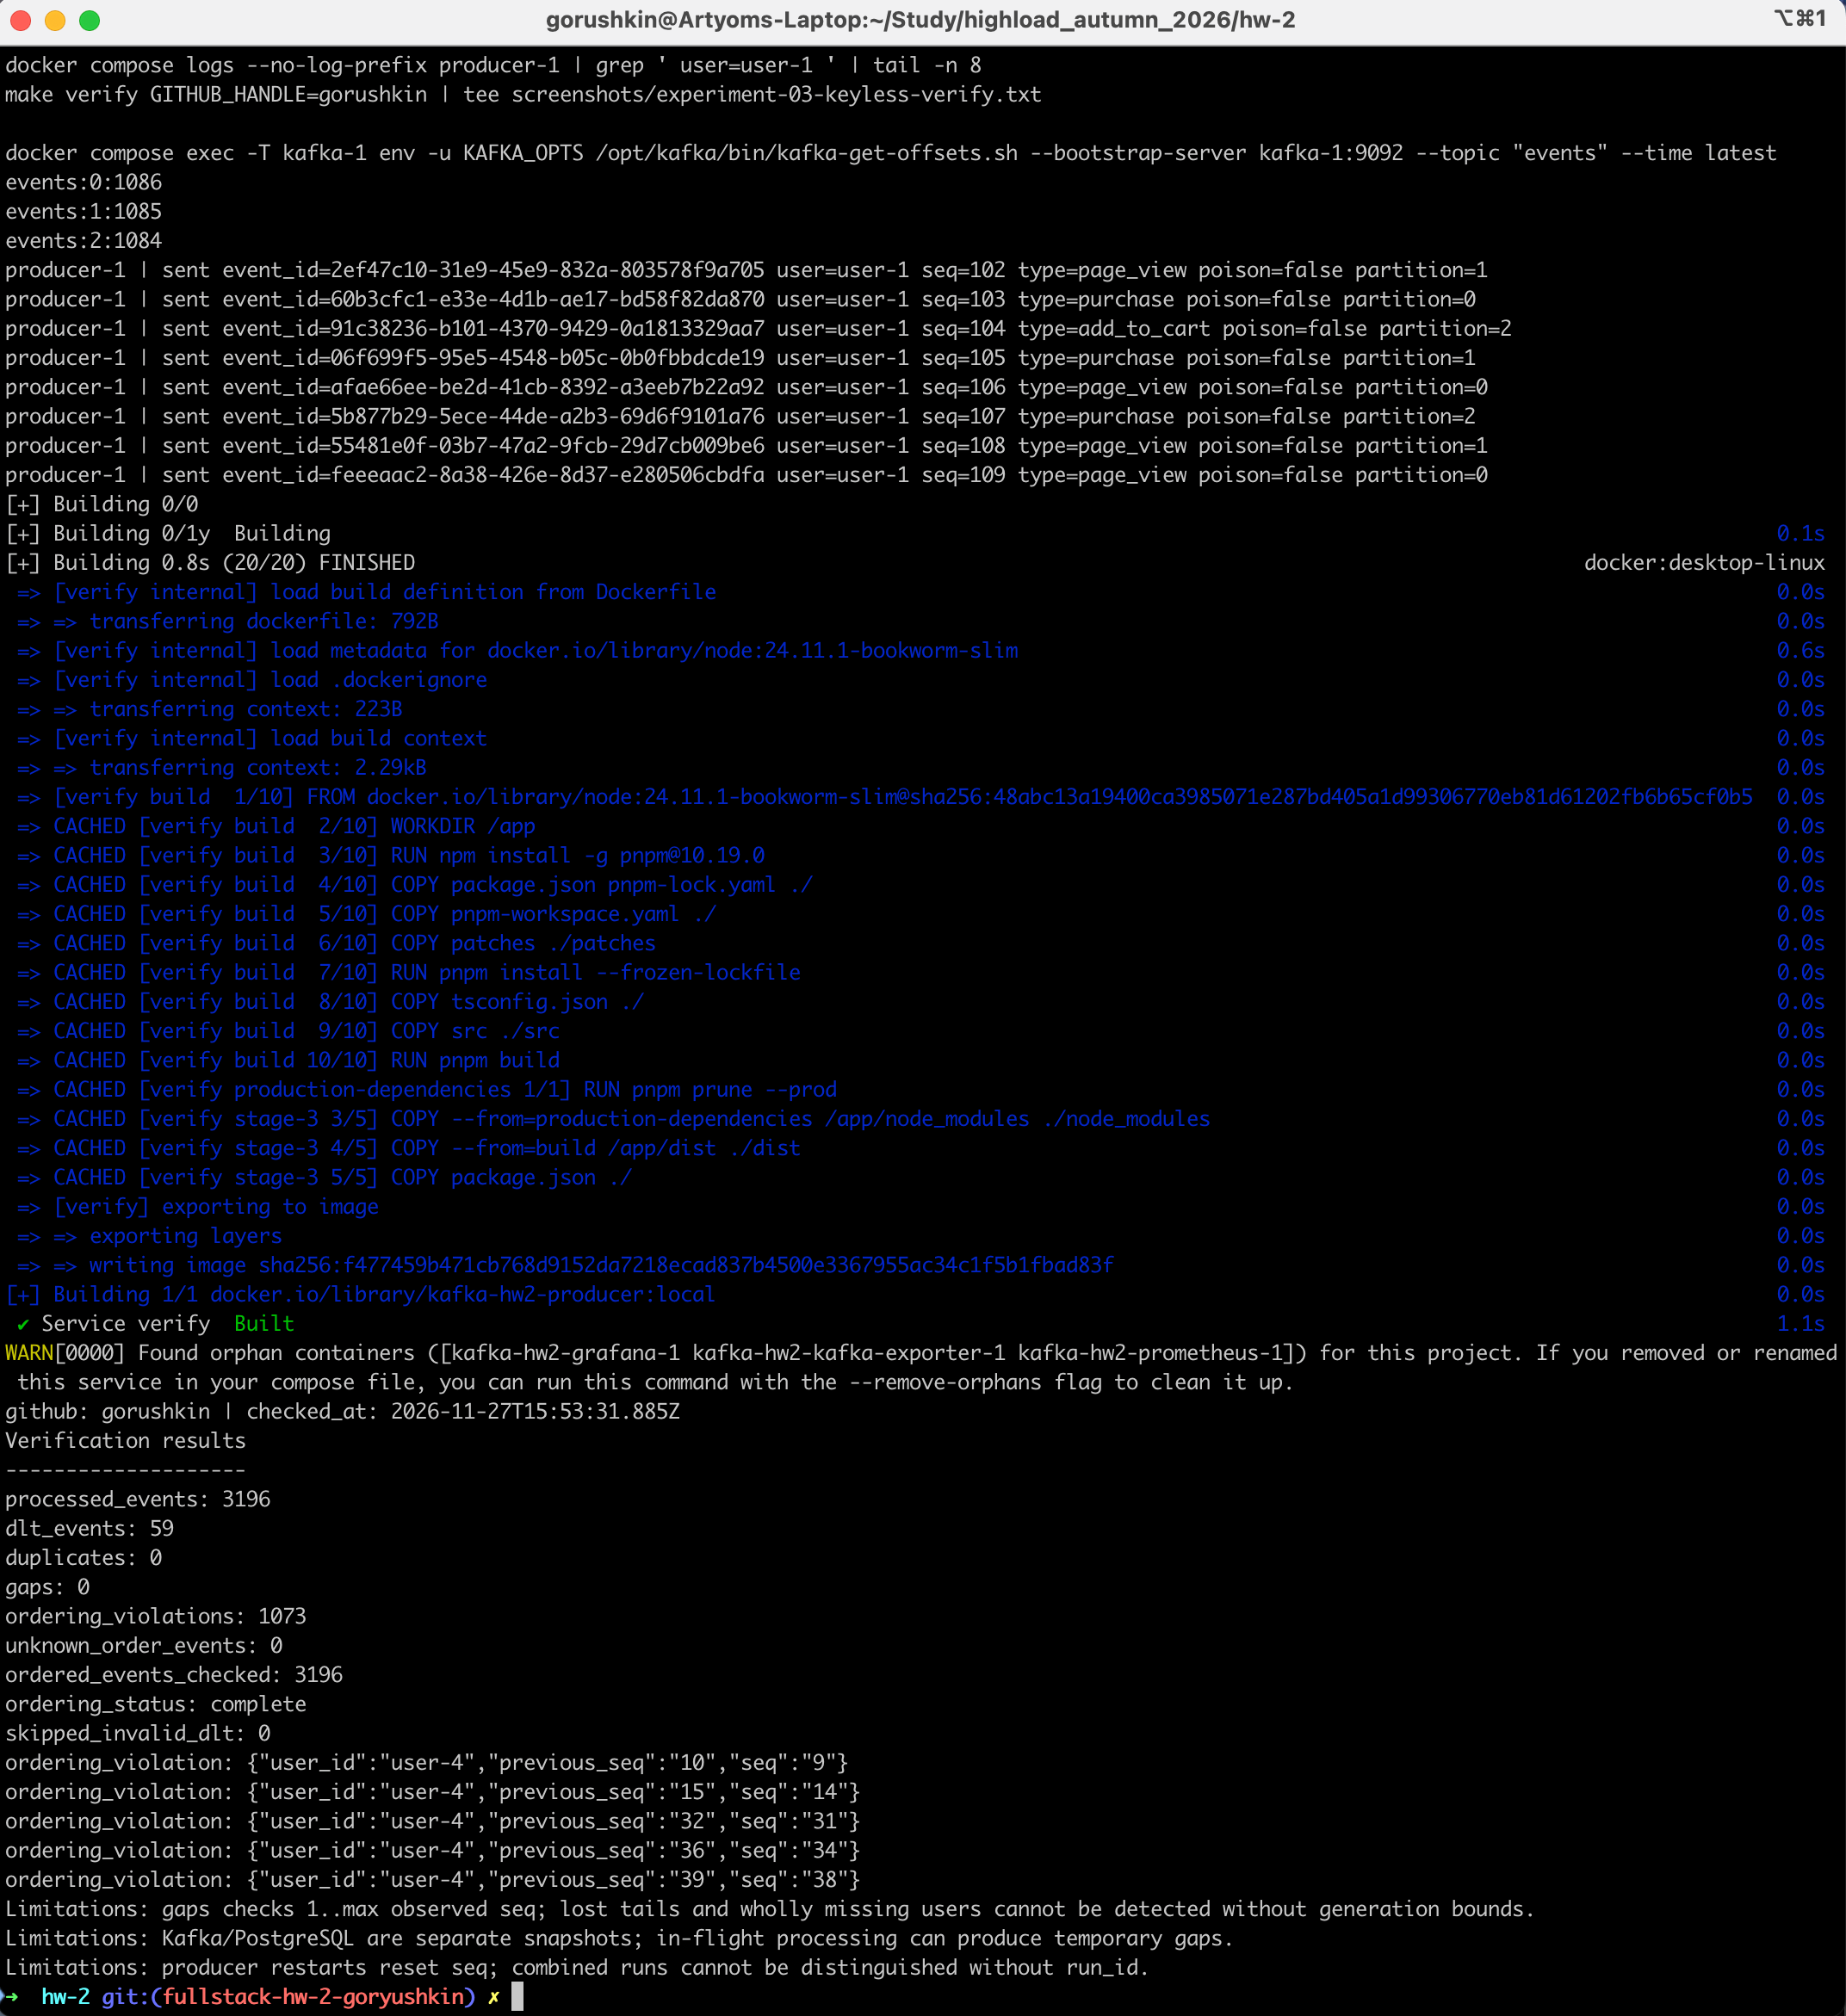 gorushkin@Artyoms-Laptop:~/Study/highload_autumn_2026/hw-2
⌥⌘1
docker compose logs --no-log-prefix producer-1 | grep ' user=user-1 ' | tail -n 8
make verify GITHUB_HANDLE=gorushkin | tee screenshots/experiment-03-keyless-verify.txt
docker compose exec -T kafka-1 env -u KAFKA_OPTS /opt/kafka/bin/kafka-get-offsets.sh --bootstrap-server kafka-1:9092 --topic "events" --time latest
events:0:1086
events:1:1085
events:2:1084
producer-1 | sent event_id=2ef47c10-31e9-45e9-832a-803578f9a705 user=user-1 seq=102 type=page_view poison=false partition=1
producer-1 | sent event_id=60b3cfc1-e33e-4d1b-ae17-bd58f82da870 user=user-1 seq=103 type=purchase poison=false partition=0
producer-1 | sent event_id=91c38236-b101-4370-9429-0a1813329aa7 user=user-1 seq=104 type=add_to_cart poison=false partition=2
producer-1 | sent event_id=06f699f5-95e5-4548-b05c-0b0fbbdcde19 user=user-1 seq=105 type=purchase poison=false partition=1
producer-1 | sent event_id=afae66ee-be2d-41cb-8392-a3eeb7b22a92 user=user-1 seq=106 type=page_view poison=false partition=0
producer-1 | sent event_id=5b877b29-5ece-44de-a2b3-69d6f9101a76 user=user-1 seq=107 type=purchase poison=false partition=2
producer-1 | sent event_id=55481e0f-03b7-47a2-9fcb-29d7cb009be6 user=user-1 seq=108 type=page_view poison=false partition=1
producer-1 | sent event_id=feeeaac2-8a38-426e-8d37-e280506cbdfa user=user-1 seq=109 type=page_view poison=false partition=0
[+] Building 0/0
[+] Building 0/1y  Building 0.1s
[+] Building 0.8s (20/20) FINISHED docker:desktop-linux
=> [verify internal] load build definition from Dockerfile 0.0s
=> => transferring dockerfile: 792B 0.0s
=> [verify internal] load metadata for docker.io/library/node:24.11.1-bookworm-slim 0.6s
=> [verify internal] load .dockerignore 0.0s
=> => transferring context: 223B 0.0s
=> [verify internal] load build context 0.0s
=> => transferring context: 2.29kB 0.0s
=> [verify build  1/10] FROM docker.io/library/node:24.11.1-bookworm-slim@sha256:48abc13a19400ca3985071e287bd405a1d99306770eb81d61202fb6b65cf0b5 0.0s
=> CACHED [verify build  2/10] WORKDIR /app 0.0s
=> CACHED [verify build  3/10] RUN npm install -g pnpm@10.19.0 0.0s
=> CACHED [verify build  4/10] COPY package.json pnpm-lock.yaml ./ 0.0s
=> CACHED [verify build  5/10] COPY pnpm-workspace.yaml ./ 0.0s
=> CACHED [verify build  6/10] COPY patches ./patches 0.0s
=> CACHED [verify build  7/10] RUN pnpm install --frozen-lockfile 0.0s
=> CACHED [verify build  8/10] COPY tsconfig.json ./ 0.0s
=> CACHED [verify build  9/10] COPY src ./src 0.0s
=> CACHED [verify build 10/10] RUN pnpm build 0.0s
=> CACHED [verify production-dependencies 1/1] RUN pnpm prune --prod 0.0s
=> CACHED [verify stage-3 3/5] COPY --from=production-dependencies /app/node_modules ./node_modules 0.0s
=> CACHED [verify stage-3 4/5] COPY --from=build /app/dist ./dist 0.0s
=> CACHED [verify stage-3 5/5] COPY package.json ./ 0.0s
=> [verify] exporting to image 0.0s
=> => exporting layers 0.0s
=> => writing image sha256:f477459b471cb768d9152da7218ecad837b4500e3367955ac34c1f5b1fbad83f 0.0s
[+] Building 1/1 docker.io/library/kafka-hw2-producer:local 0.0s
✔ Service verify  Built 1.1s
WARN[0000] Found orphan containers ([kafka-hw2-grafana-1 kafka-hw2-kafka-exporter-1 kafka-hw2-prometheus-1]) for this project. If you removed or renamed
this service in your compose file, you can run this command with the --remove-orphans flag to clean it up.
github: gorushkin | checked_at: 2026-11-27T15:53:31.885Z
Verification results
--------------------
processed_events: 3196
dlt_events: 59
duplicates: 0
gaps: 0
ordering_violations: 1073
unknown_order_events: 0
ordered_events_checked: 3196
ordering_status: complete
skipped_invalid_dlt: 0
ordering_violation: {"user_id":"user-4","previous_seq":"10","seq":"9"}
ordering_violation: {"user_id":"user-4","previous_seq":"15","seq":"14"}
ordering_violation: {"user_id":"user-4","previous_seq":"32","seq":"31"}
ordering_violation: {"user_id":"user-4","previous_seq":"36","seq":"34"}
ordering_violation: {"user_id":"user-4","previous_seq":"39","seq":"38"}
Limitations: gaps checks 1..max observed seq; lost tails and wholly missing users cannot be detected without generation bounds.
Limitations: Kafka/PostgreSQL are separate snapshots; in-flight processing can produce temporary gaps.
Limitations: producer restarts reset seq; combined runs cannot be distinguished without run_id.
➜  hw-2 git:(fullstack-hw-2-goryushkin) ✗